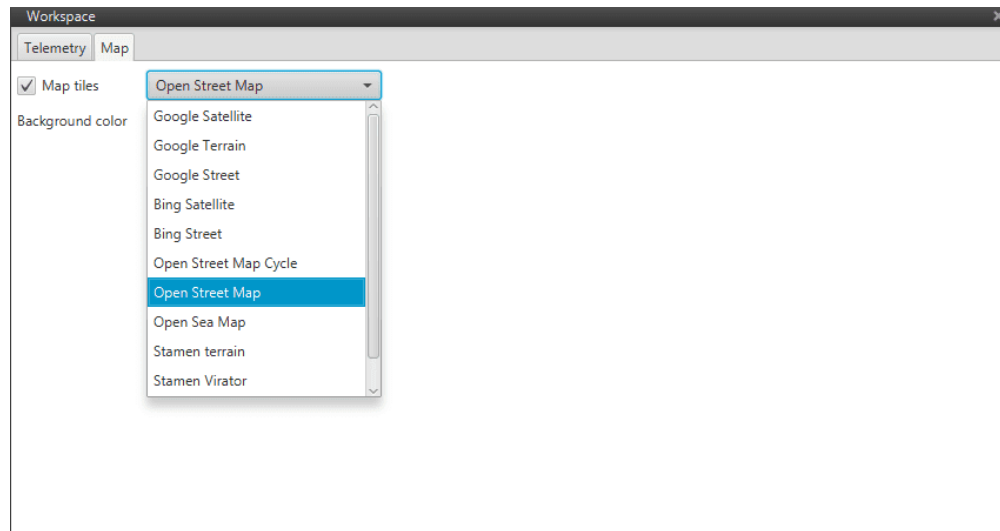 Workspace
Telemetry Map
Map tiles Open Street Map
Background color
Google Satellite
Google Terrain
Google Street
Bing Satellite
Bing Street
Open Street Map Cycle
Open Street Map
Open Sea Map
Stamen terrain
Stamen Virator